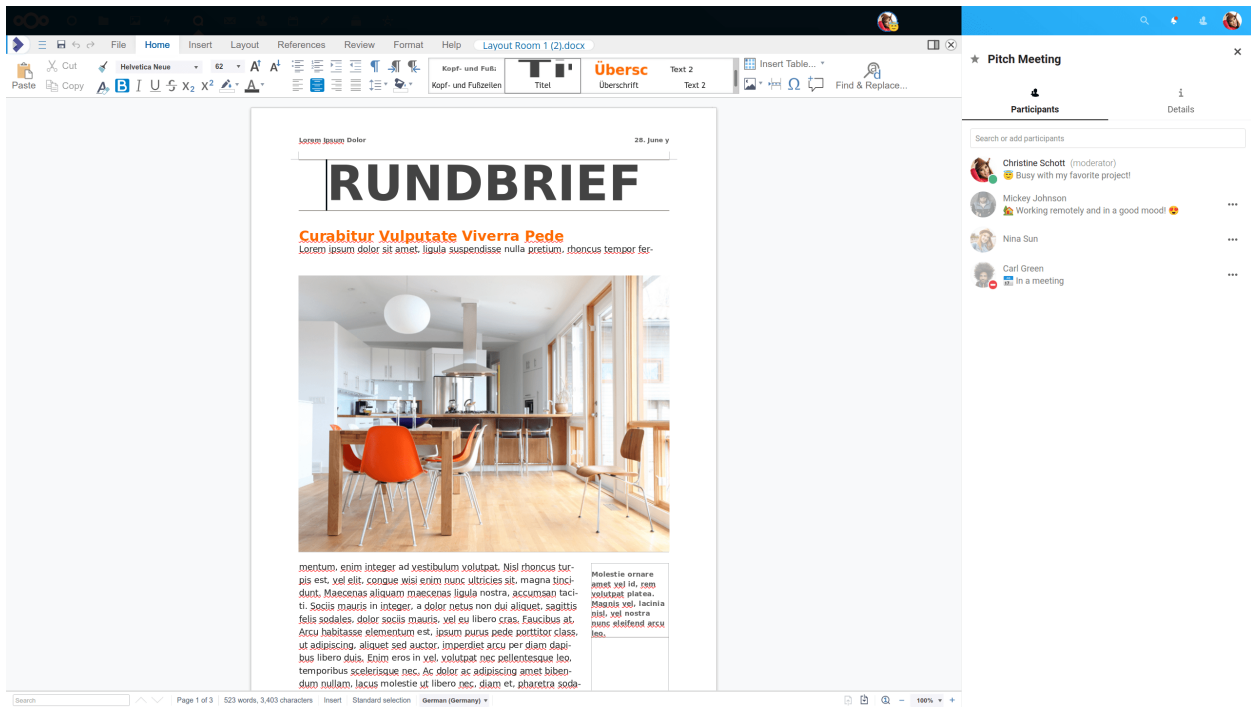 File Home Insert Layout References Review Format Help Layout Room 1 (2).docx
Paste Cut Copy
Helvetica Neue 62
Kopf- und Fußzeilen Titel
Übersc
Überschrift
Text 2
Text 2
Insert Table...
Find & Replace...
Lorem Ipsum Dolor 28. June y
RUNDBRIEF
Curabitur Vulputate Viverra Pede
Lorem ipsum dolor sit amet, ligula suspendisse nulla pretium, rhoncus tempor fer-
mentum, enim integer ad vestibulum volutpat. Nisl rhoncus tur-
pis est, vel elit, congue wisi enim nunc ultricies sit, magna tinci-
dunt. Maecenas aliquam maecenas ligula nostra, accumsan taci-
ti. Sociis mauris in integer, a dolor netus non dui aliquet, sagittis
felis sodales, dolor sociis mauris, vel eu libero cras. Faucibus at.
Arcu habitasse elementum est, ipsum purus pede porttitor class,
ut adipiscing, aliquet sed auctor, imperdiet arcu per diam dapi-
bus libero duis. Enim eros in vel, volutpat nec pellentesque leo,
temporibus scelerisque nec. Ac dolor ac adipiscing amet biben-
dum nullam, lacus molestie ut libero nec, diam et, pharetra soda-
Molestie ornare
amet vel id, rem
volutpat platea.
Magnis vel, lacinia
nisl, vel nostra
nunc eleifend arcu
leo.
Search Page 1 of 3 523 words, 3,403 characters Insert Standard selection German (Germany) 100%
Pitch Meeting
Participants Details
Search or add participants
Christine Schott (moderator)
😇 Busy with my favorite project!
Mickey Johnson
🏡 Working remotely and in a good mood! 😍
Nina Sun
Carl Green
📅 In a meeting